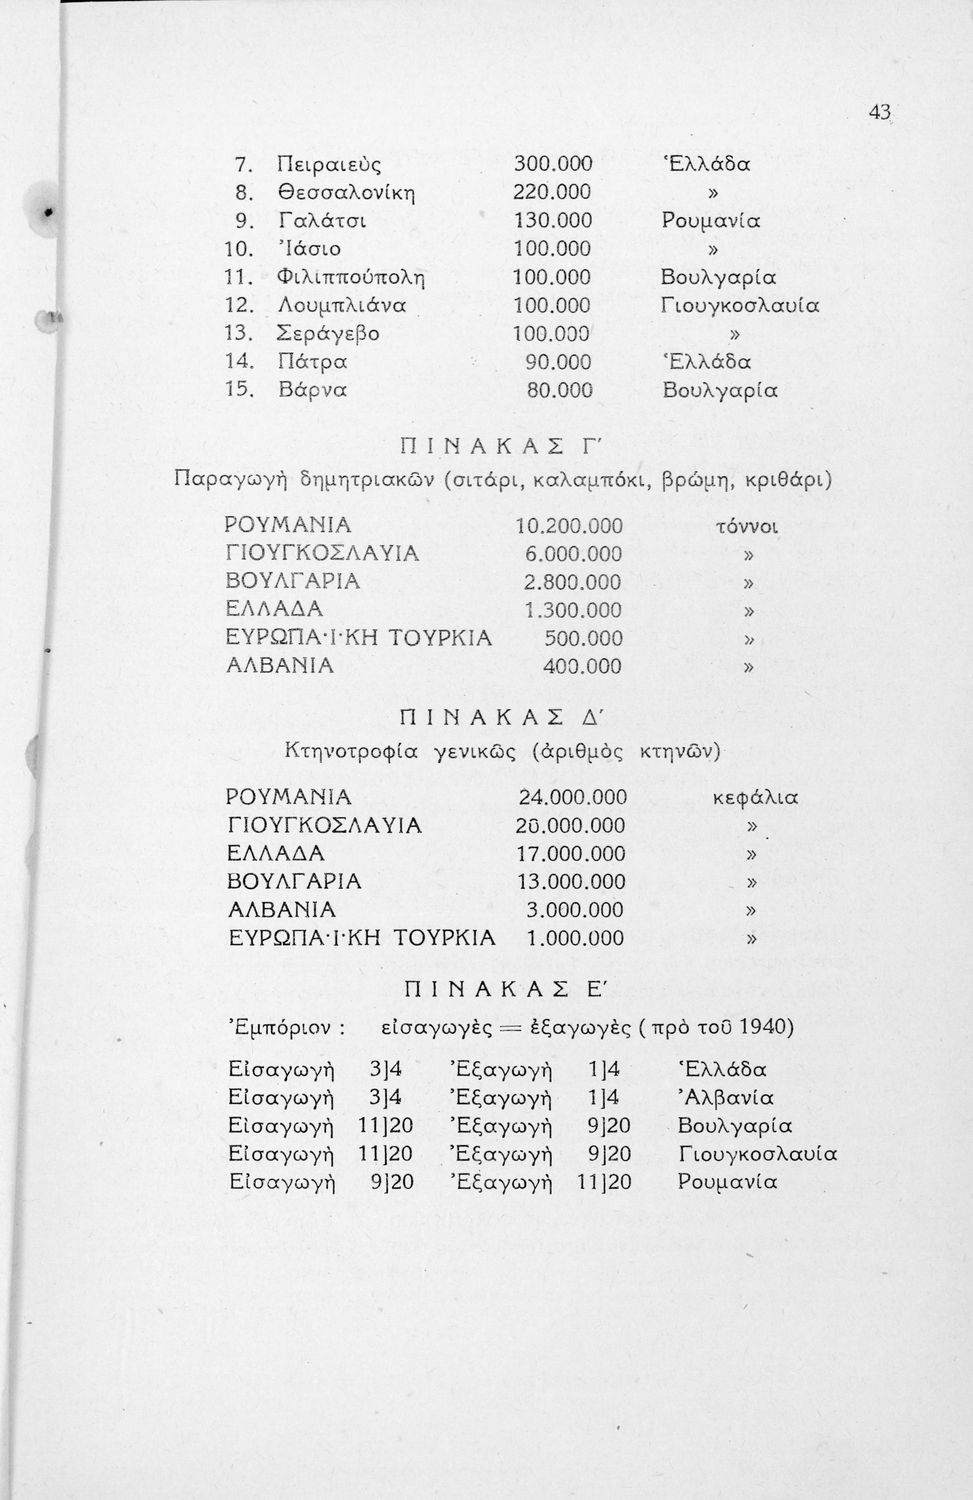 43
7. Πειραιεὺς 300.000 Ἑλλάδα
8. Θεσσαλονίκη 220.000 »
9. Γαλάτσι 130.000 Ρουμανία
10. Ἰάσιο 100.000 »
11. Φιλιππούπολη 100.000 Βουλγαρία
12. Λουμπλιάνα 100.000 Γιουγκοσλαυία
13. Σεράγεβο 100.000 »
14. Πάτρα 90.000 Ἑλλάδα
15. Βάρνα 80.000 Βουλγαρία
ΠΙΝΑΚΑΣ Γ΄
Παραγωγὴ δημητριακῶν (σιτάρι, καλαμπόκι, βρώμη, κριθάρι)
ΡΟΥΜΑΝΙΑ 10.200.000 τόννοι
ΓΙΟΥΓΚΟΣΛΑΥΙΑ 6.000.000 »
ΒΟΥΛΓΑΡΙΑ 2.800.000 »
ΕΛΛΑΔΑ 1.300.000 »
ΕΥΡΩΠΑ·Ι·ΚΗ ΤΟΥΡΚΙΑ 500.000 »
ΑΛΒΑΝΙΑ 400.000 »
ΠΙΝΑΚΑΣ Δ΄
Κτηνοτροφία γενικῶς (ἀριθμὸς κτηνῶν)
ΡΟΥΜΑΝΙΑ 24.000.000 κεφάλια
ΓΙΟΥΓΚΟΣΛΑΥΙΑ 20.000.000 »
ΕΛΛΑΔΑ 17.000.000 »
ΒΟΥΛΓΑΡΙΑ 13.000.000 »
ΑΛΒΑΝΙΑ 3.000.000 »
ΕΥΡΩΠΑ·Ι·ΚΗ ΤΟΥΡΚΙΑ 1.000.000 »
ΠΙΝΑΚΑΣ Ε΄
Ἐμπόριον : εἰσαγωγὲς = ἐξαγωγὲς ( πρὸ τοῦ 1940)
Εἰσαγωγὴ 3]4 Ἐξαγωγὴ 1]4 Ἑλλάδα
Εἰσαγωγὴ 3]4 Ἐξαγωγὴ 1]4 Ἀλβανία
Εἰσαγωγὴ 11]20 Ἐξαγωγὴ 9]20 Βουλγαρία
Εἰσαγωγὴ 11]20 Ἐξαγωγὴ 9]20 Γιουγκοσλαυία
Εἰσαγωγὴ 9]20 Ἐξαγωγὴ 11]20 Ρουμανία